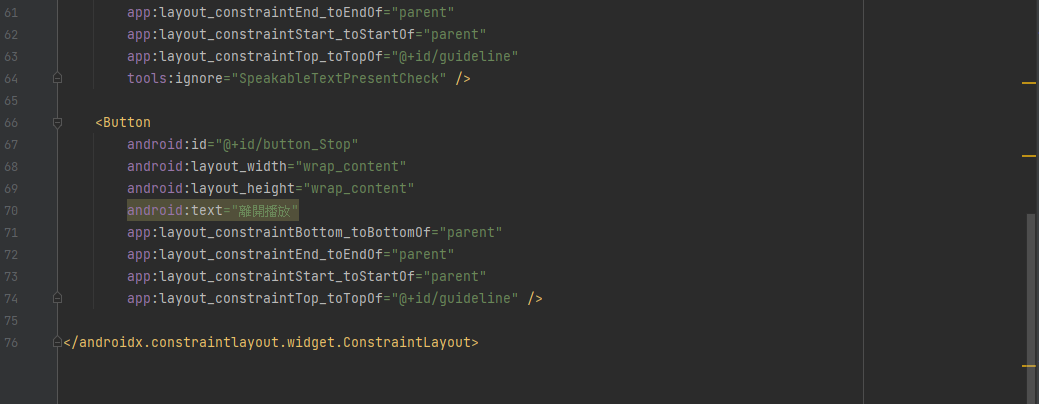 61 app:layout_constraintEnd_toEndOf="parent"
62 app:layout_constraintStart_toStartOf="parent"
63 app:layout_constraintTop_toTopOf="@+id/guideline"
64 tools:ignore="SpeakableTextPresentCheck" />
65
66 <Button
67 android:id="@+id/button_Stop"
68 android:layout_width="wrap_content"
69 android:layout_height="wrap_content"
70 android:text="離開播放"
71 app:layout_constraintBottom_toBottomOf="parent"
72 app:layout_constraintEnd_toEndOf="parent"
73 app:layout_constraintStart_toStartOf="parent"
74 app:layout_constraintTop_toTopOf="@+id/guideline" />
75
76 </androidx.constraintlayout.widget.ConstraintLayout>